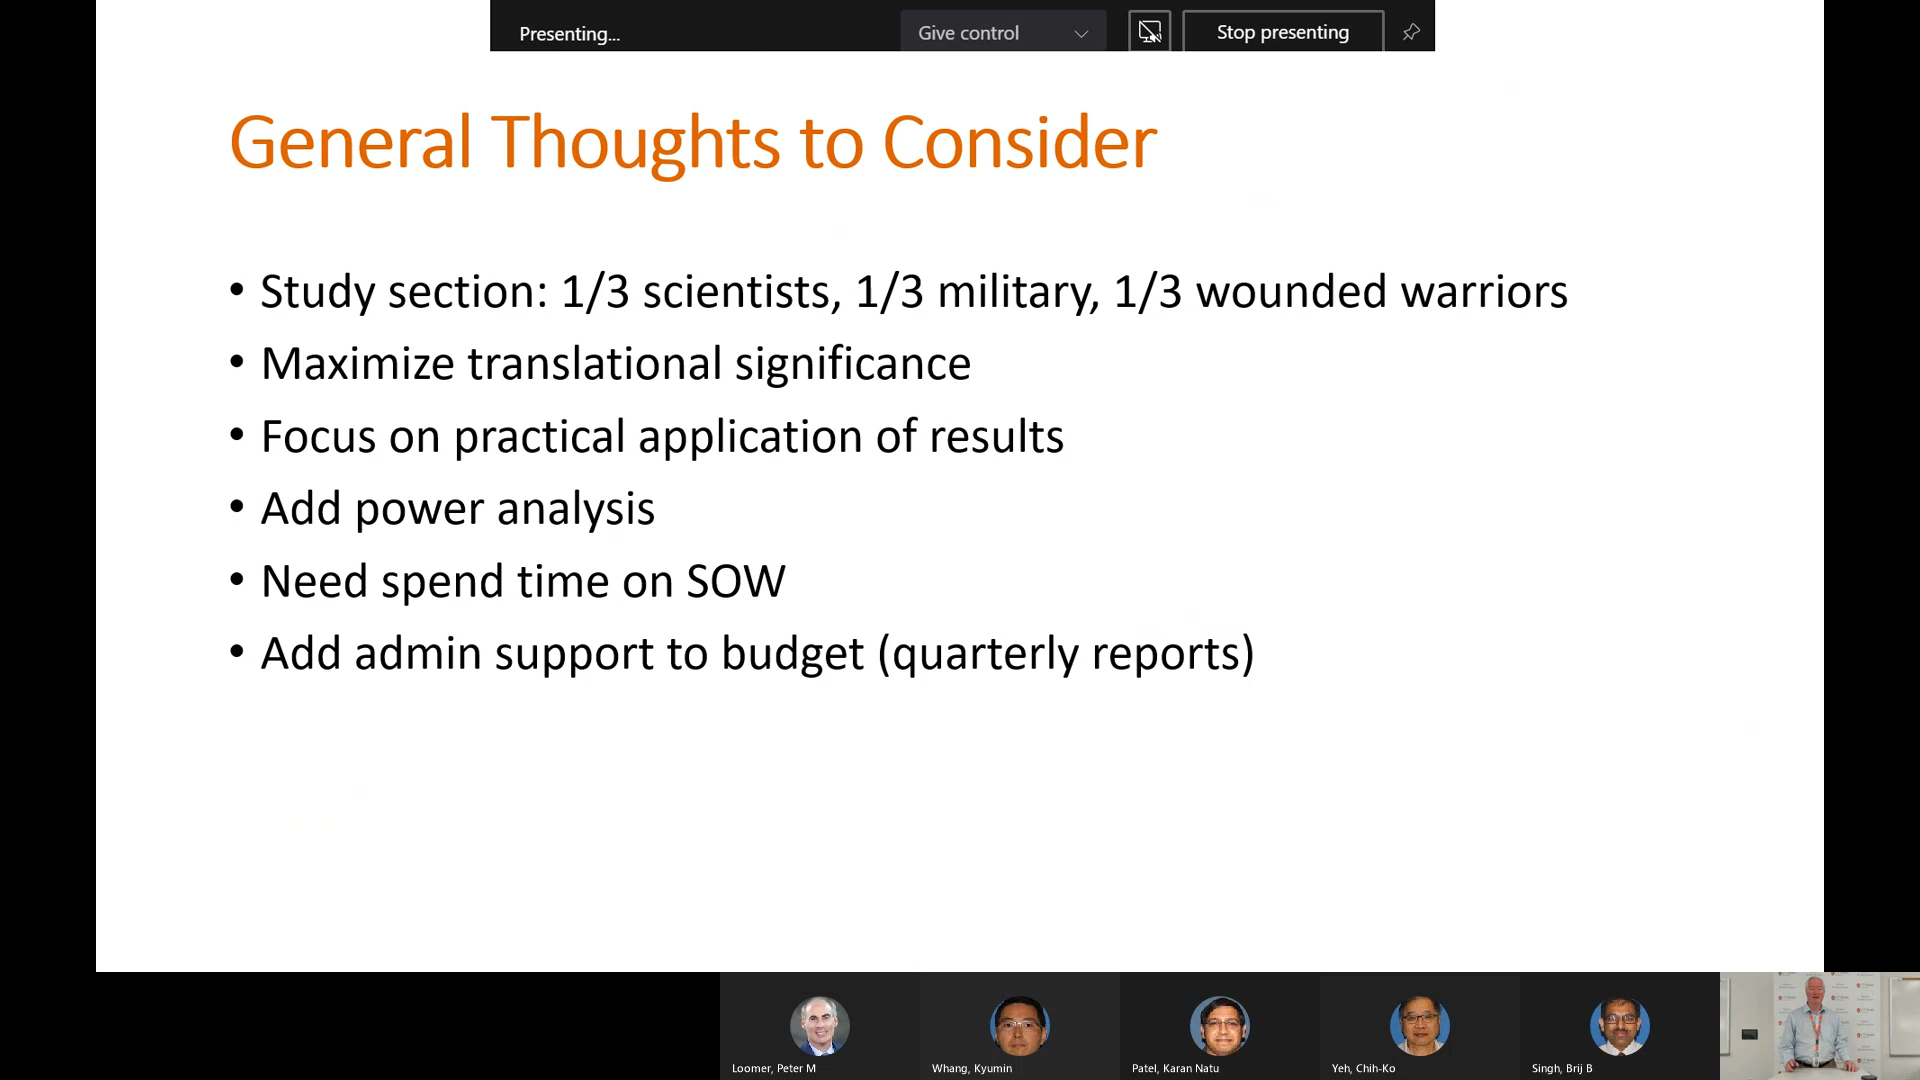 Presenting...
Give control
Stop presenting
General Thoughts to Consider
• Study section: 1/3 scientists, 1/3 military, 1/3 wounded warriors
• Maximize translational significance
• Focus on practical application of results
• Add power analysis
• Need spend time on SOW
• Add admin support to budget (quarterly reports)
Loomer, Peter M
Whang, Kyumin
Patel, Karan Natu
Yeh, Chih-Ko
Singh, Brij B